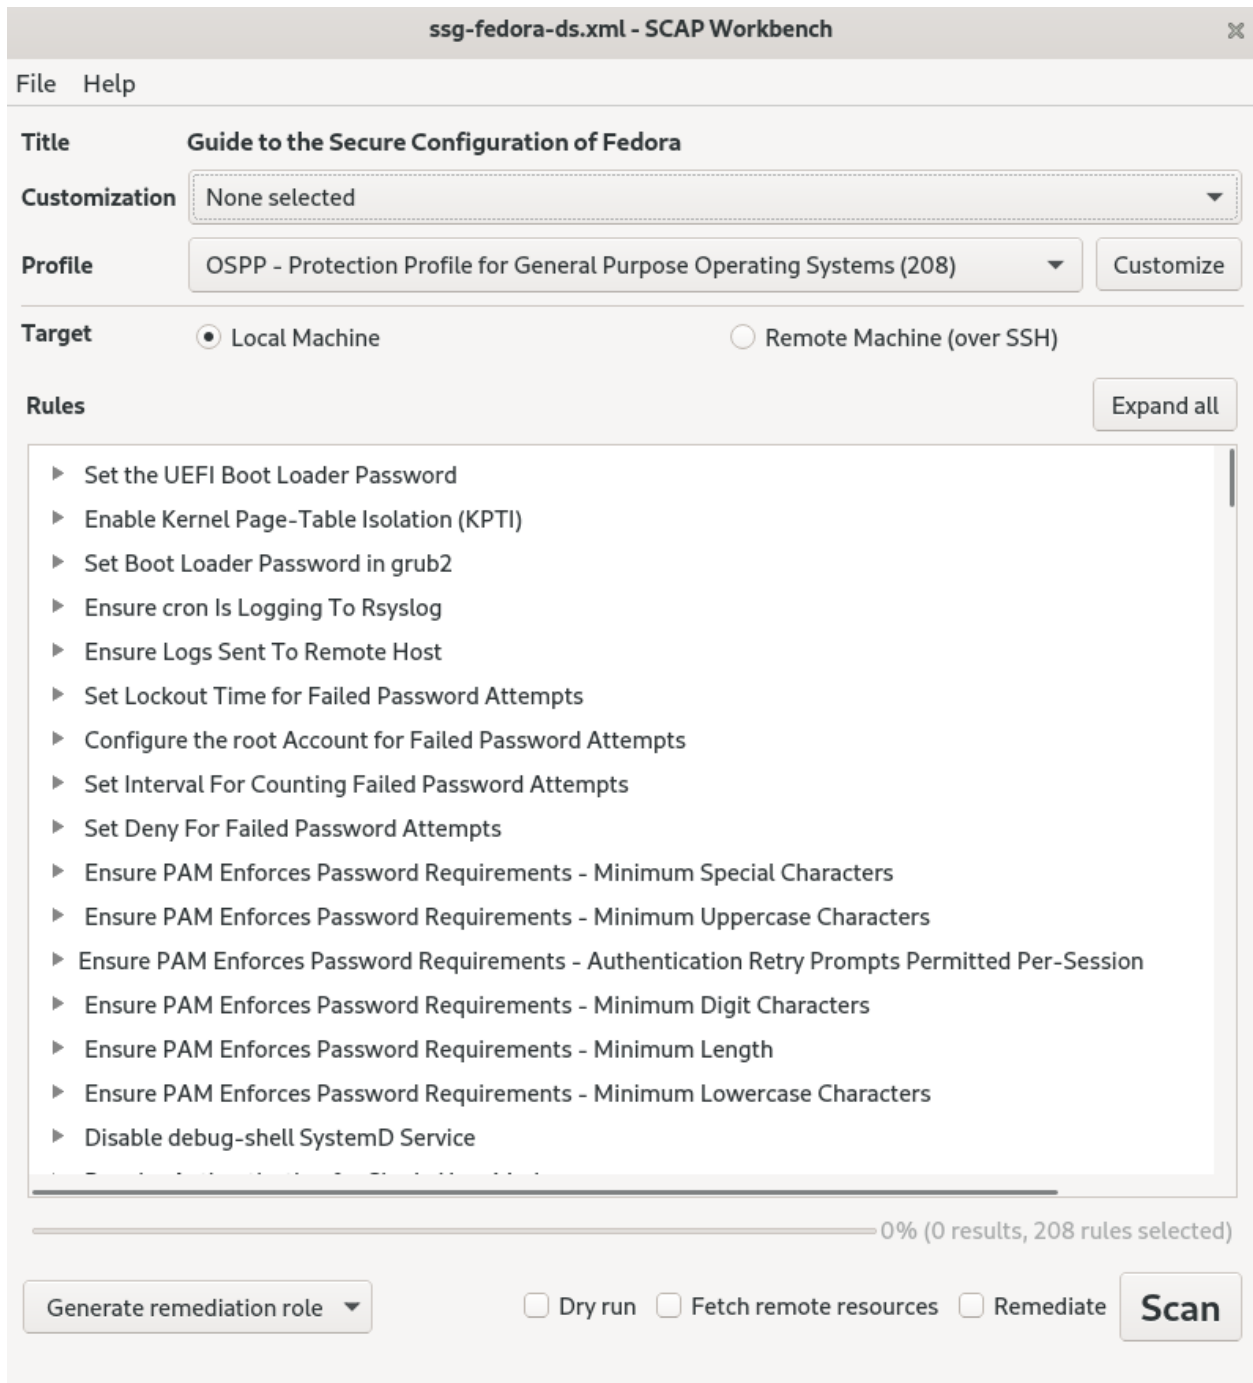 ssg-fedora-ds.xml - SCAP Workbench
File Help
Title Guide to the Secure Configuration of Fedora
Customization None selected
Profile OSPP - Protection Profile for General Purpose Operating Systems (208) Customize
Target Local Machine Remote Machine (over SSH)
Rules Expand all
Set the UEFI Boot Loader Password
Enable Kernel Page-Table Isolation (KPTI)
Set Boot Loader Password in grub2
Ensure cron Is Logging To Rsyslog
Ensure Logs Sent To Remote Host
Set Lockout Time for Failed Password Attempts
Configure the root Account for Failed Password Attempts
Set Interval For Counting Failed Password Attempts
Set Deny For Failed Password Attempts
Ensure PAM Enforces Password Requirements - Minimum Special Characters
Ensure PAM Enforces Password Requirements - Minimum Uppercase Characters
Ensure PAM Enforces Password Requirements - Authentication Retry Prompts Permitted Per-Session
Ensure PAM Enforces Password Requirements - Minimum Digit Characters
Ensure PAM Enforces Password Requirements - Minimum Length
Ensure PAM Enforces Password Requirements - Minimum Lowercase Characters
Disable debug-shell SystemD Service
0% (0 results, 208 rules selected)
Generate remediation role Dry run Fetch remote resources Remediate Scan